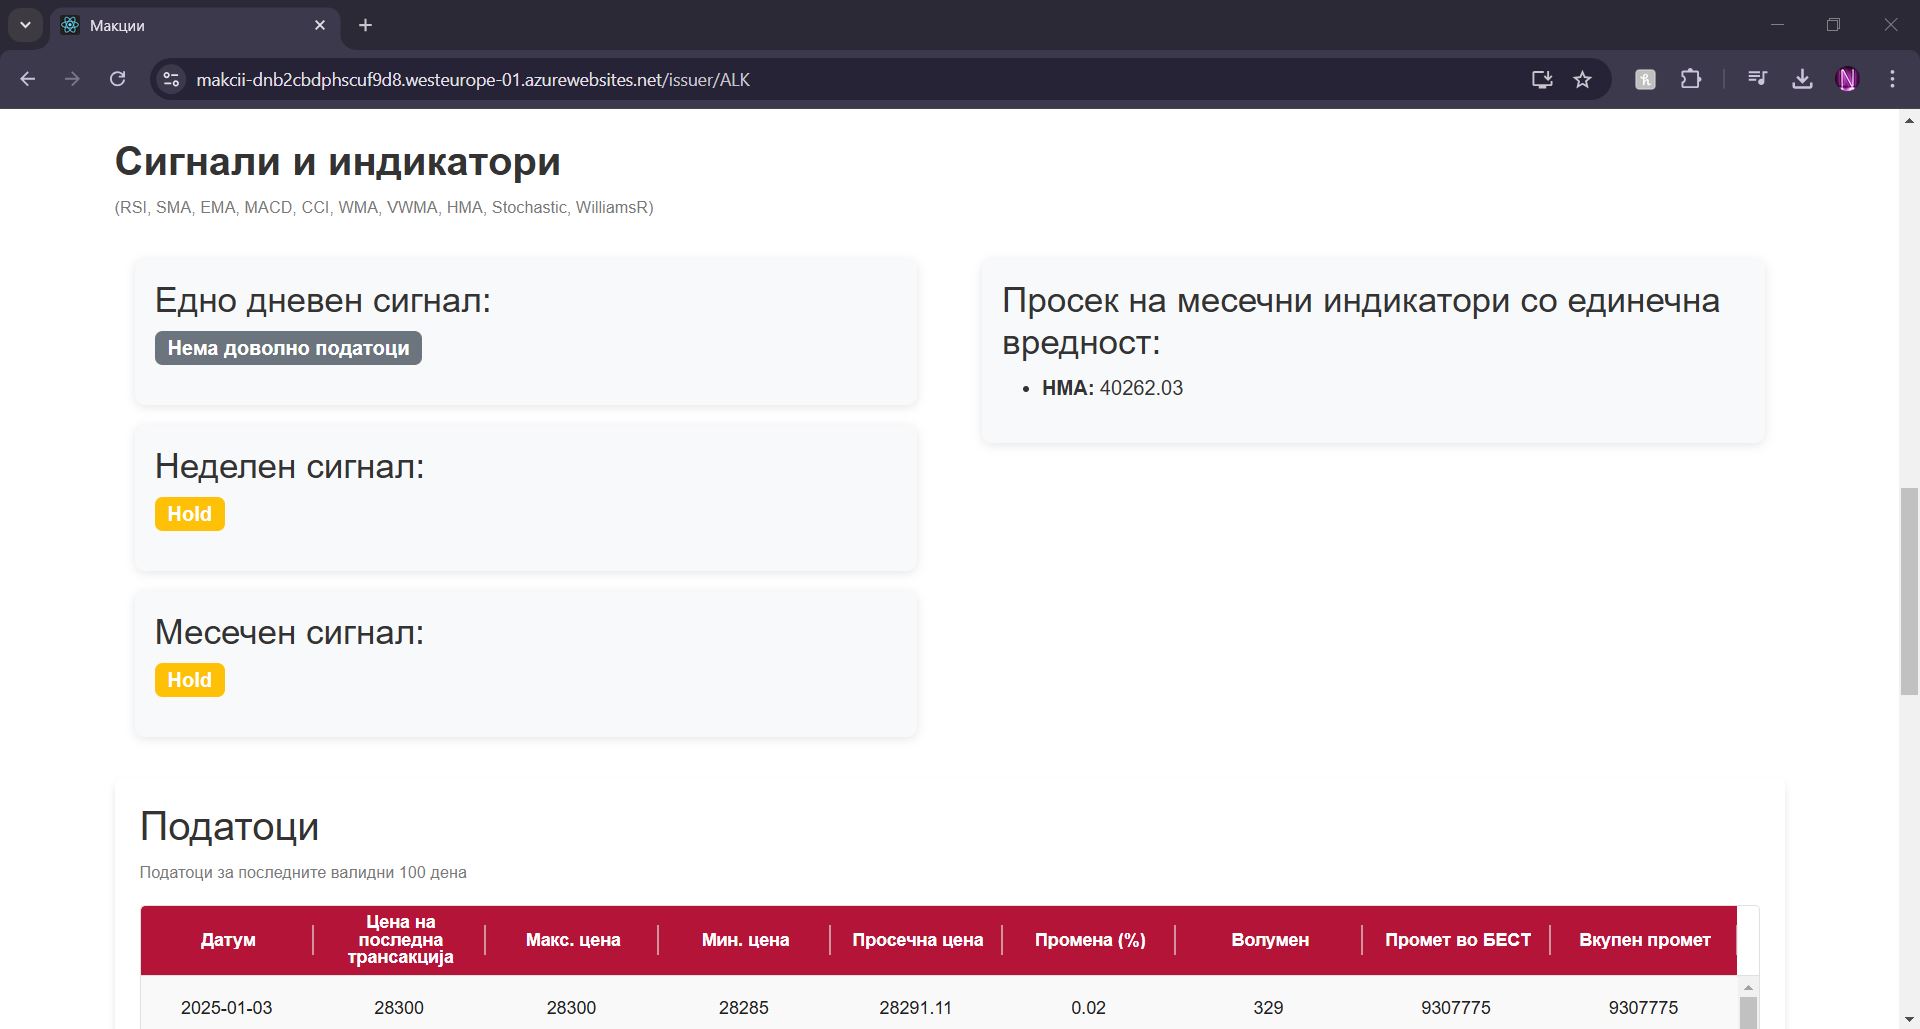 Макции
makcii-dnb2cbdphscuf9d8.westeurope-01.azurewebsites.net/issuer/ALK
N
Сигнали и индикатори
(RSI, SMA, EMA, MACD, CCI, WMA, VWMA, HMA, Stochastic, WilliamsR)
Едно дневен сигнал:
Нема доволно податоци
Неделен сигнал:
Hold
Месечен сигнал:
Hold
Просек на месечни индикатори со единечна
вредност:
• HMA: 40262.03
Податоци
Податоци за последните валидни 100 дена
Датум Цена на последна трансакција Макс. цена Мин. цена Просечна цена Промена (%) Волумен Промет во БЕСТ Вкупен промет
2025-01-03 28300 28300 28285 28291.11 0.02 329 9307775 9307775